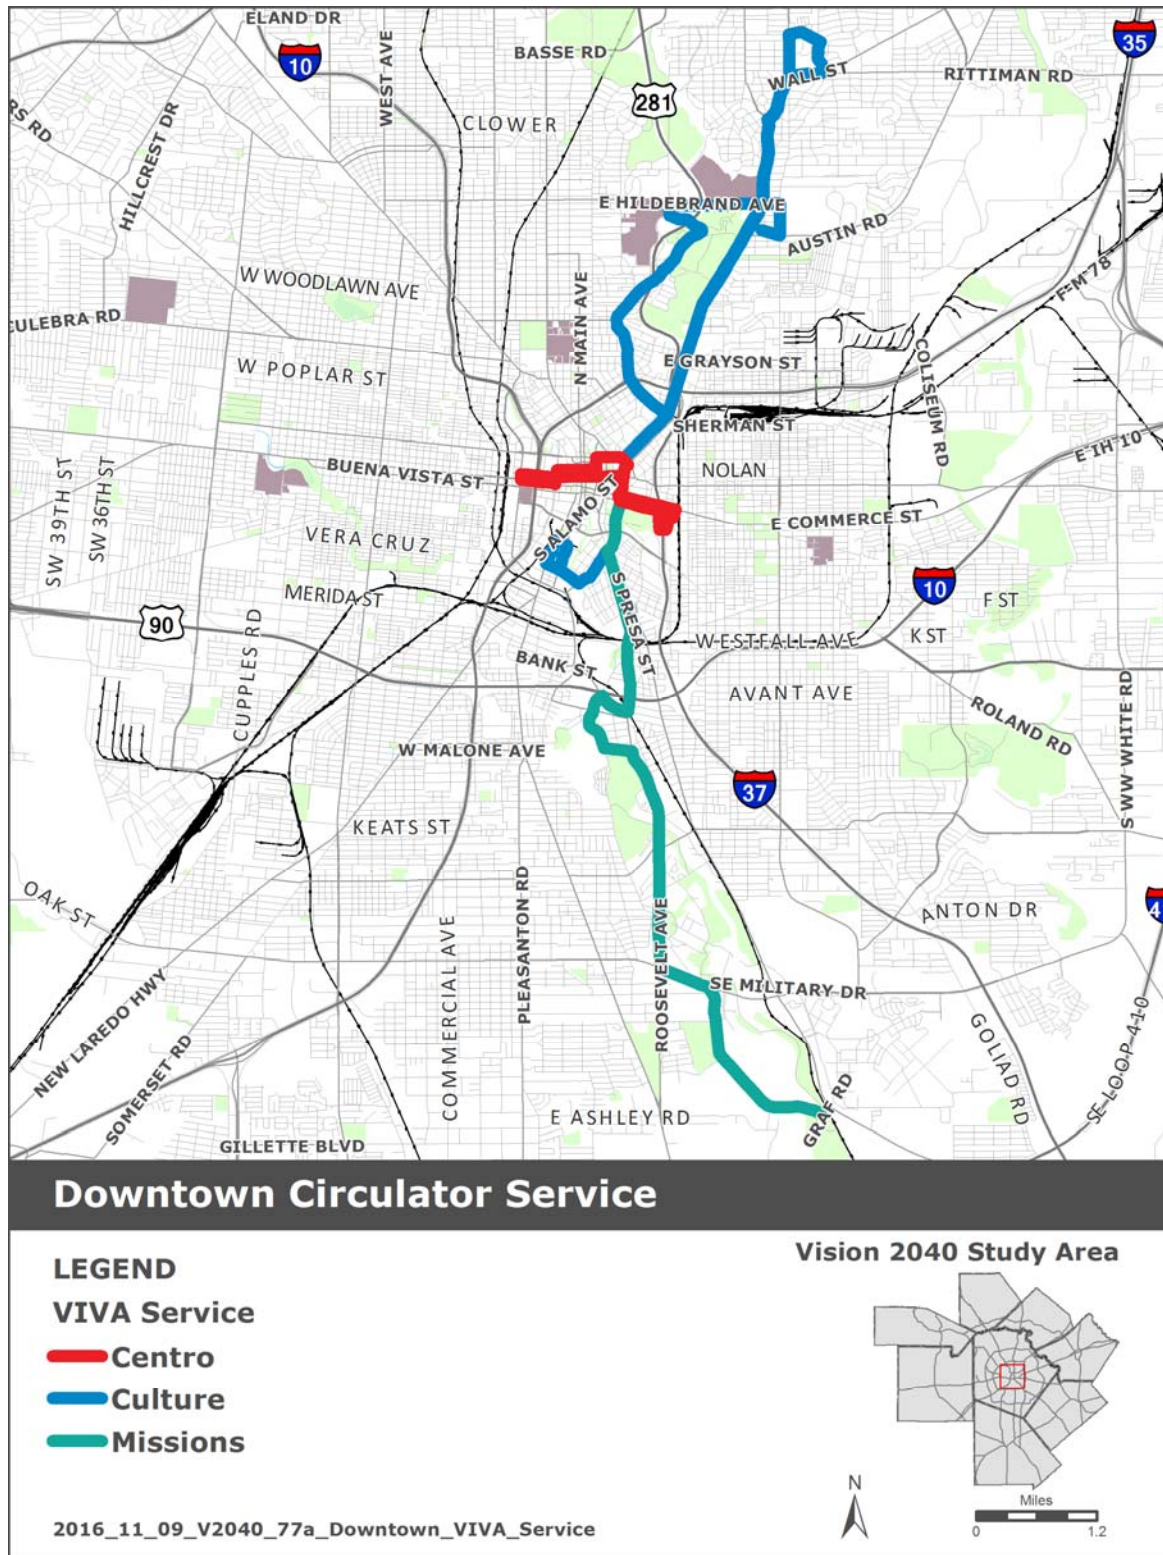 ELAND DR
10
WEST AVE
BASSE RD
35
WALL ST
RITTIMAN RD
281
CLOWER
RS RD
HILLCREST DR
E HILDEBRAND AVE
AUSTIN RD
W WOODLAWN AVE
F-M 78
CULEBRA RD
N MAIN AVE
E GRAYSON ST
COLISEUM RD
W POPLAR ST
SHERMAN ST
E IH 10
BUENA VISTA ST
NOLAN
SW 39TH ST
SW 36TH ST
S ALAMO ST
E COMMERCE ST
VERA CRUZ
S PRESA ST
10
MERIDA ST
F ST
90
WESTFALL AVE
K ST
CUPPLES RD
BANK ST
AVANT AVE
ROLAND RD
S WW WHITE RD
W MALONE AVE
37
KEATS ST
OAK ST
PLEASANTON RD
ANTON DR
4
COMMERCIAL AVE
ROOSEVELT AVE
SE MILITARY DR
NEW LAREDO HWY
GOLIAD RD
SE LOOP 410
SOMERSET RD
E ASHLEY RD
GRAF RD
GILLETTE BLVD
Downtown Circulator Service
LEGEND
VIVA Service
Centro
Culture
Missions
2016_11_09_V2040_77a_Downtown_VIVA_Service
Vision 2040 Study Area
N
Miles
0 1.2